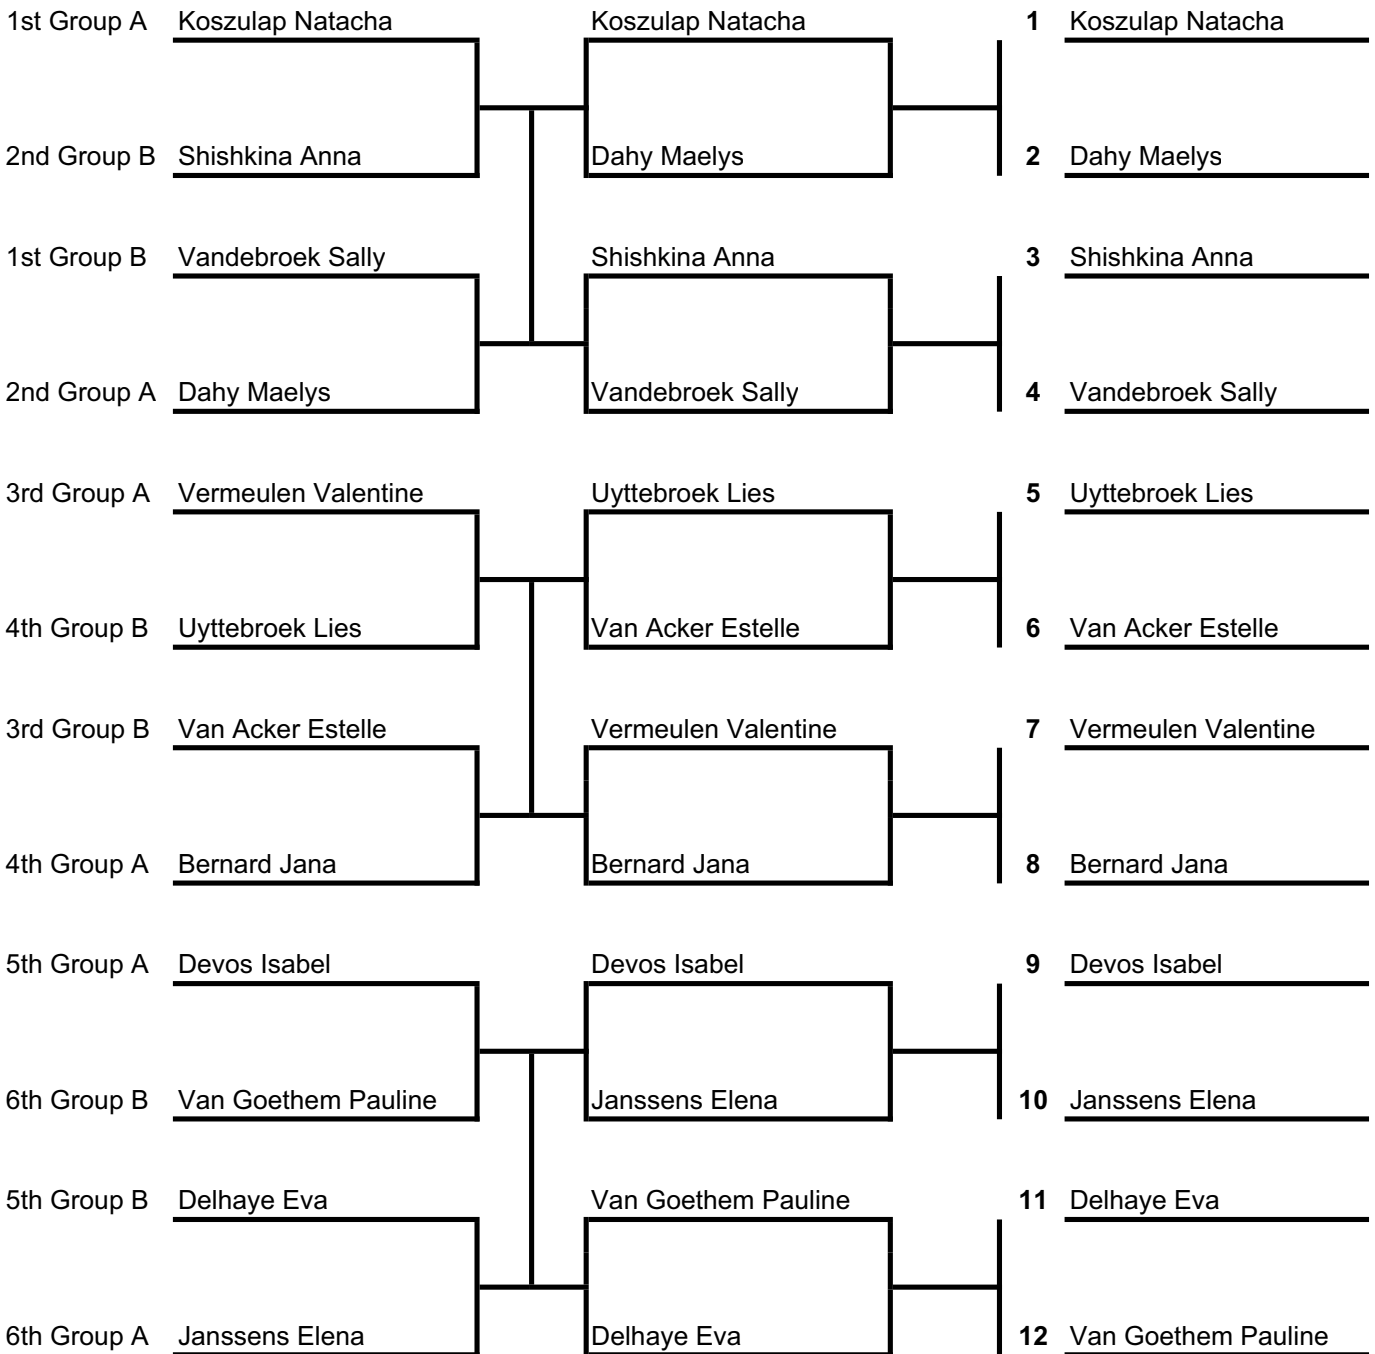 1st Group A Koszulap Natacha Koszulap Natacha 1 Koszulap Natacha
2nd Group B Shishkina Anna Dahy Maelys 2 Dahy Maelys
1st Group B Vandebroek Sally Shishkina Anna 3 Shishkina Anna
2nd Group A Dahy Maelys Vandebroek Sally 4 Vandebroek Sally
3rd Group A Vermeulen Valentine Uyttebroek Lies 5 Uyttebroek Lies
4th Group B Uyttebroek Lies Van Acker Estelle 6 Van Acker Estelle
3rd Group B Van Acker Estelle Vermeulen Valentine 7 Vermeulen Valentine
4th Group A Bernard Jana Bernard Jana 8 Bernard Jana
5th Group A Devos Isabel Devos Isabel 9 Devos Isabel
6th Group B Van Goethem Pauline Janssens Elena 10 Janssens Elena
5th Group B Delhaye Eva Van Goethem Pauline 11 Delhaye Eva
6th Group A Janssens Elena Delhaye Eva 12 Van Goethem Pauline